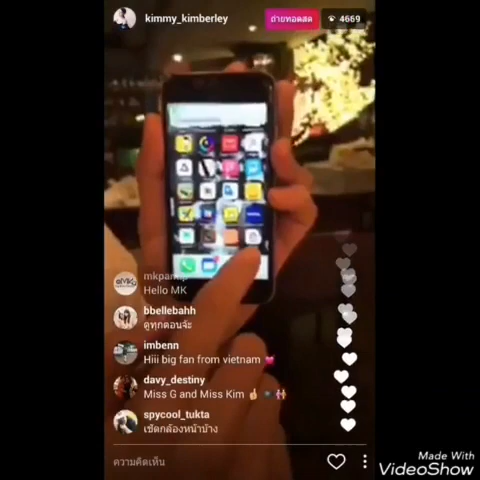 kimmy_kimberley
ถ่ายทอดสด
4669
Hello MK
bbellebahh
ดูทุกตอนจ้ะ
imbenn
Hiii big fan from vietnam 💓
davy_destiny
Miss G and Miss Kim
spycool_tukta
เซ้ดกล้องหน้าบ้าง
ความคิดเห็น
Made With
VideoShow